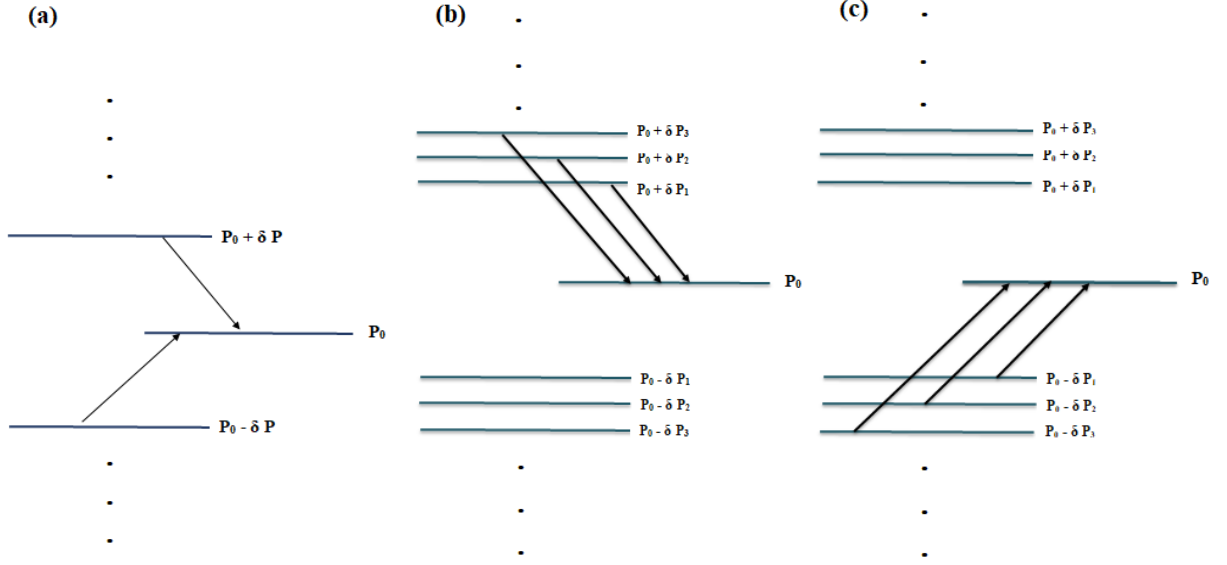 (a)
P₀ + δ P
P₀
P₀ - δ P
(b)
P₀ + δ P₃
P₀ + δ P₂
P₀ + δ P₁
P₀
P₀ - δ P₁
P₀ - δ P₂
P₀ - δ P₃
(c)
P₀ + δ P₃
P₀ + δ P₂
P₀ + δ P₁
P₀
P₀ - δ P₁
P₀ - δ P₂
P₀ - δ P₃